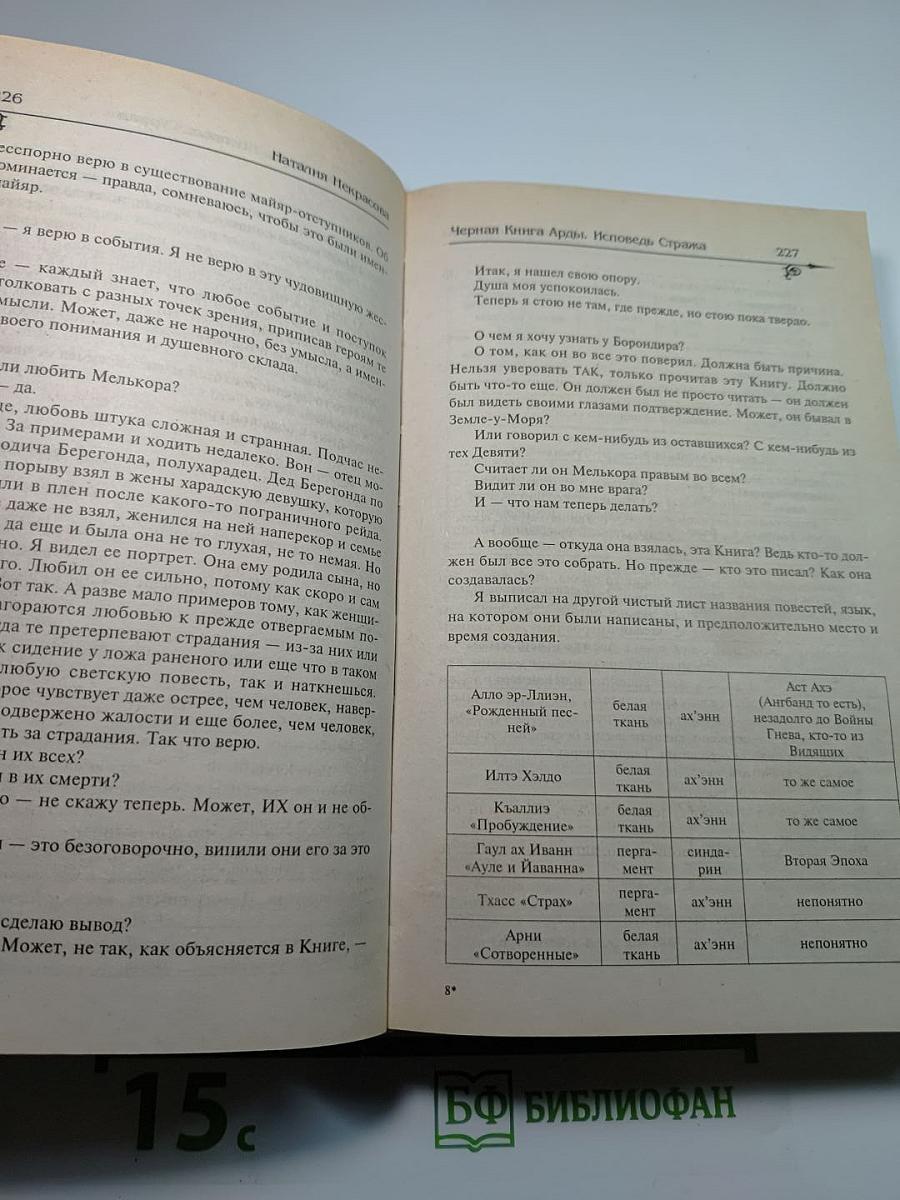 26
Наталия Некрасова
есспорно верю в существование майяр-отступников. Об
оминается — правда, сомневаюсь, чтобы это были имен-
айяр.
— я верю в события. Я не верю в эту чудовищную жес-
е — каждый знает, что любое событие и поступок
толковать с разных точек зрения, приписав героям те
мысли. Может, даже не нарочно, без умысла, а имен-
воего понимания и душевного склада.
ли любить Мелькора?
— да.
це, любовь штука сложная и странная. Подчас не-
За примерами и ходить недалеко. Вон — отец мо-
одича Берегонда, полухарадец. Дед Берегонда по
порыву взял в жены харадскую девушку, которую
ли в плен после какого-то пограничного рейда.
даже не взял, женился на ней наперекор и семье
да еще и была она не то глухая, не то немая. Но
но. Я видел ее портрет. Она ему родила сына, но
го. Любил он ее сильно, потому как скоро и сам
Вот так. А разве мало примеров тому, как женщи-
агораются любовью к прежде отвергаемым по-
да те претерпевают страдания — из-за них или
к сидение у ложа раненого или еще что в таком
любую светскую повесть, так и наткнешься.
орое чувствует даже острее, чем человек, навер-
одвержено жалости и еще более, чем человек,
ть за страдания. Так что верю.
н их всех?
и в их смерти?
о — не скажу теперь. Может, ИХ он и не об-
— это безоговорочно, винили они его за это
сделаю вывод?
Может, не так, как объясняется в Книге, —
Черная Книга Арды. Исповедь Стража
227
Итак, я нашел свою опору.
Душа моя успокоилась.
Теперь я стою не там, где прежде, но стою пока твердо.
О чем я хочу узнать у Борондира?
О том, как он во все это поверил. Должна быть причина.
Нельзя уверовать ТАК, только прочитав эту Книгу. Должно
быть что-то еще. Он должен был не просто читать — он должен
был видеть своими глазами подтверждение. Может, он бывал в
Земле-у-Моря?
Или говорил с кем-нибудь из оставшихся? С кем-нибудь из
тех Девяти?
Считает ли он Мелькора правым во всем?
Видит ли он во мне врага?
И — что нам теперь делать?
А вообще — откуда она взялась, эта Книга? Ведь кто-то дол-
жен был все это собрать. Но прежде — кто это писал? Как она
создавалась?
Я выписал на другой чистый лист названия повестей, язык,
на котором они были написаны, и предположительно место и
время создания.
Алло эр-Ллиэн,
«Рожденный пес-
ней»
белая
ткань
ах’энн
Аст Ахэ
(Ангбанд то есть),
незадолго до Войны
Гнева, кто-то из
Видящих
Илтэ Хэлдо
белая
ткань
ах’энн
то же самое
Къаллиэ
«Пробуждение»
белая
ткань
ах’энн
то же самое
Гаул ах Иванн
«Ауле и Йаванна»
перга-
мент
синда-
рин
Вторая Эпоха
Тхасс «Страх»
перга-
мент
ах’энн
непонятно
Арни
«Сотворенные»
белая
ткань
ах’энн
непонятно
8*
15 с
БФ БИБЛИОФАН